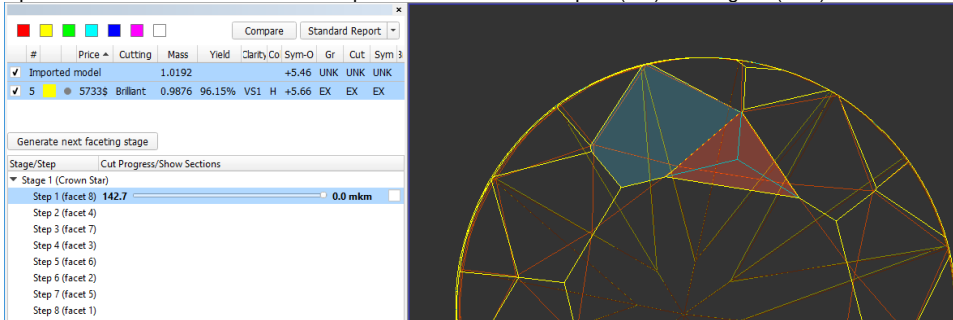 ×
Compare Standard Report
# Price Cutting Mass Yield Clarity Co Sym-O Gr Cut Sym
Imported model 1.0192 +5.46 UNK UNK UNK
5 5733$ Brilliant 0.9876 96.15% VS1 H +5.66 EX EX EX
Generate next faceting stage
Stage/Step Cut Progress/Show Sections
Stage 1 (Crown Star)
Step 1 (facet 8) 142.7 0.0 mkm
Step 2 (facet 4)
Step 3 (facet 7)
Step 4 (facet 3)
Step 5 (facet 6)
Step 6 (facet 2)
Step 7 (facet 5)
Step 8 (facet 1)